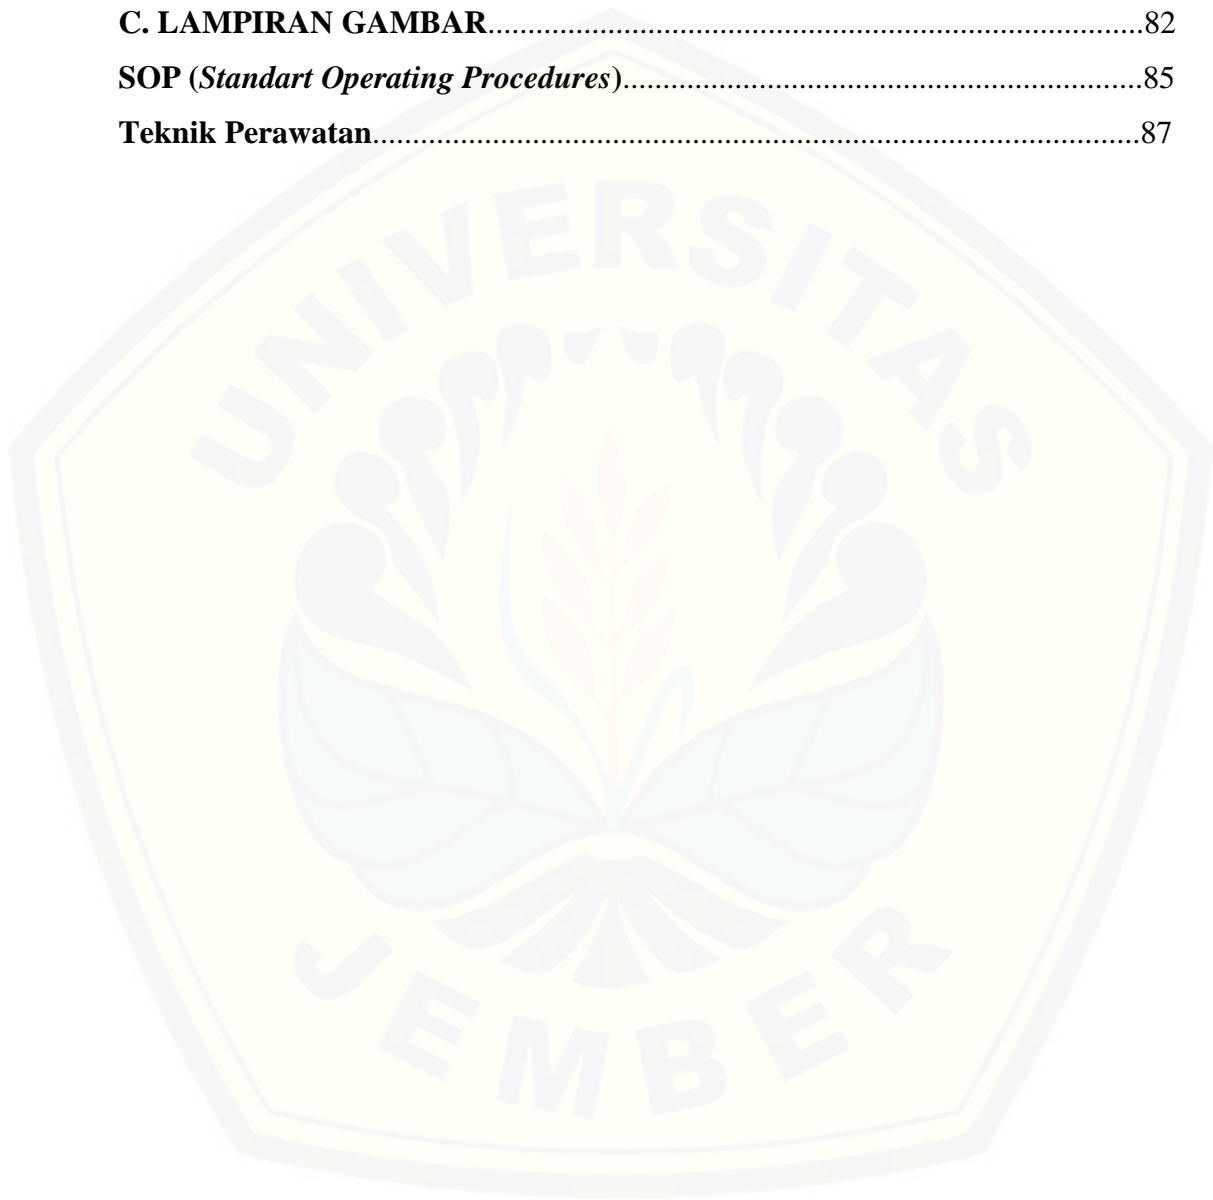 C. LAMPIRAN GAMBAR.................................................................................82
SOP (Standart Operating Procedures)................................................................85
Teknik Perawatan...............................................................................................87
UNIVERSITAS
JEMBER